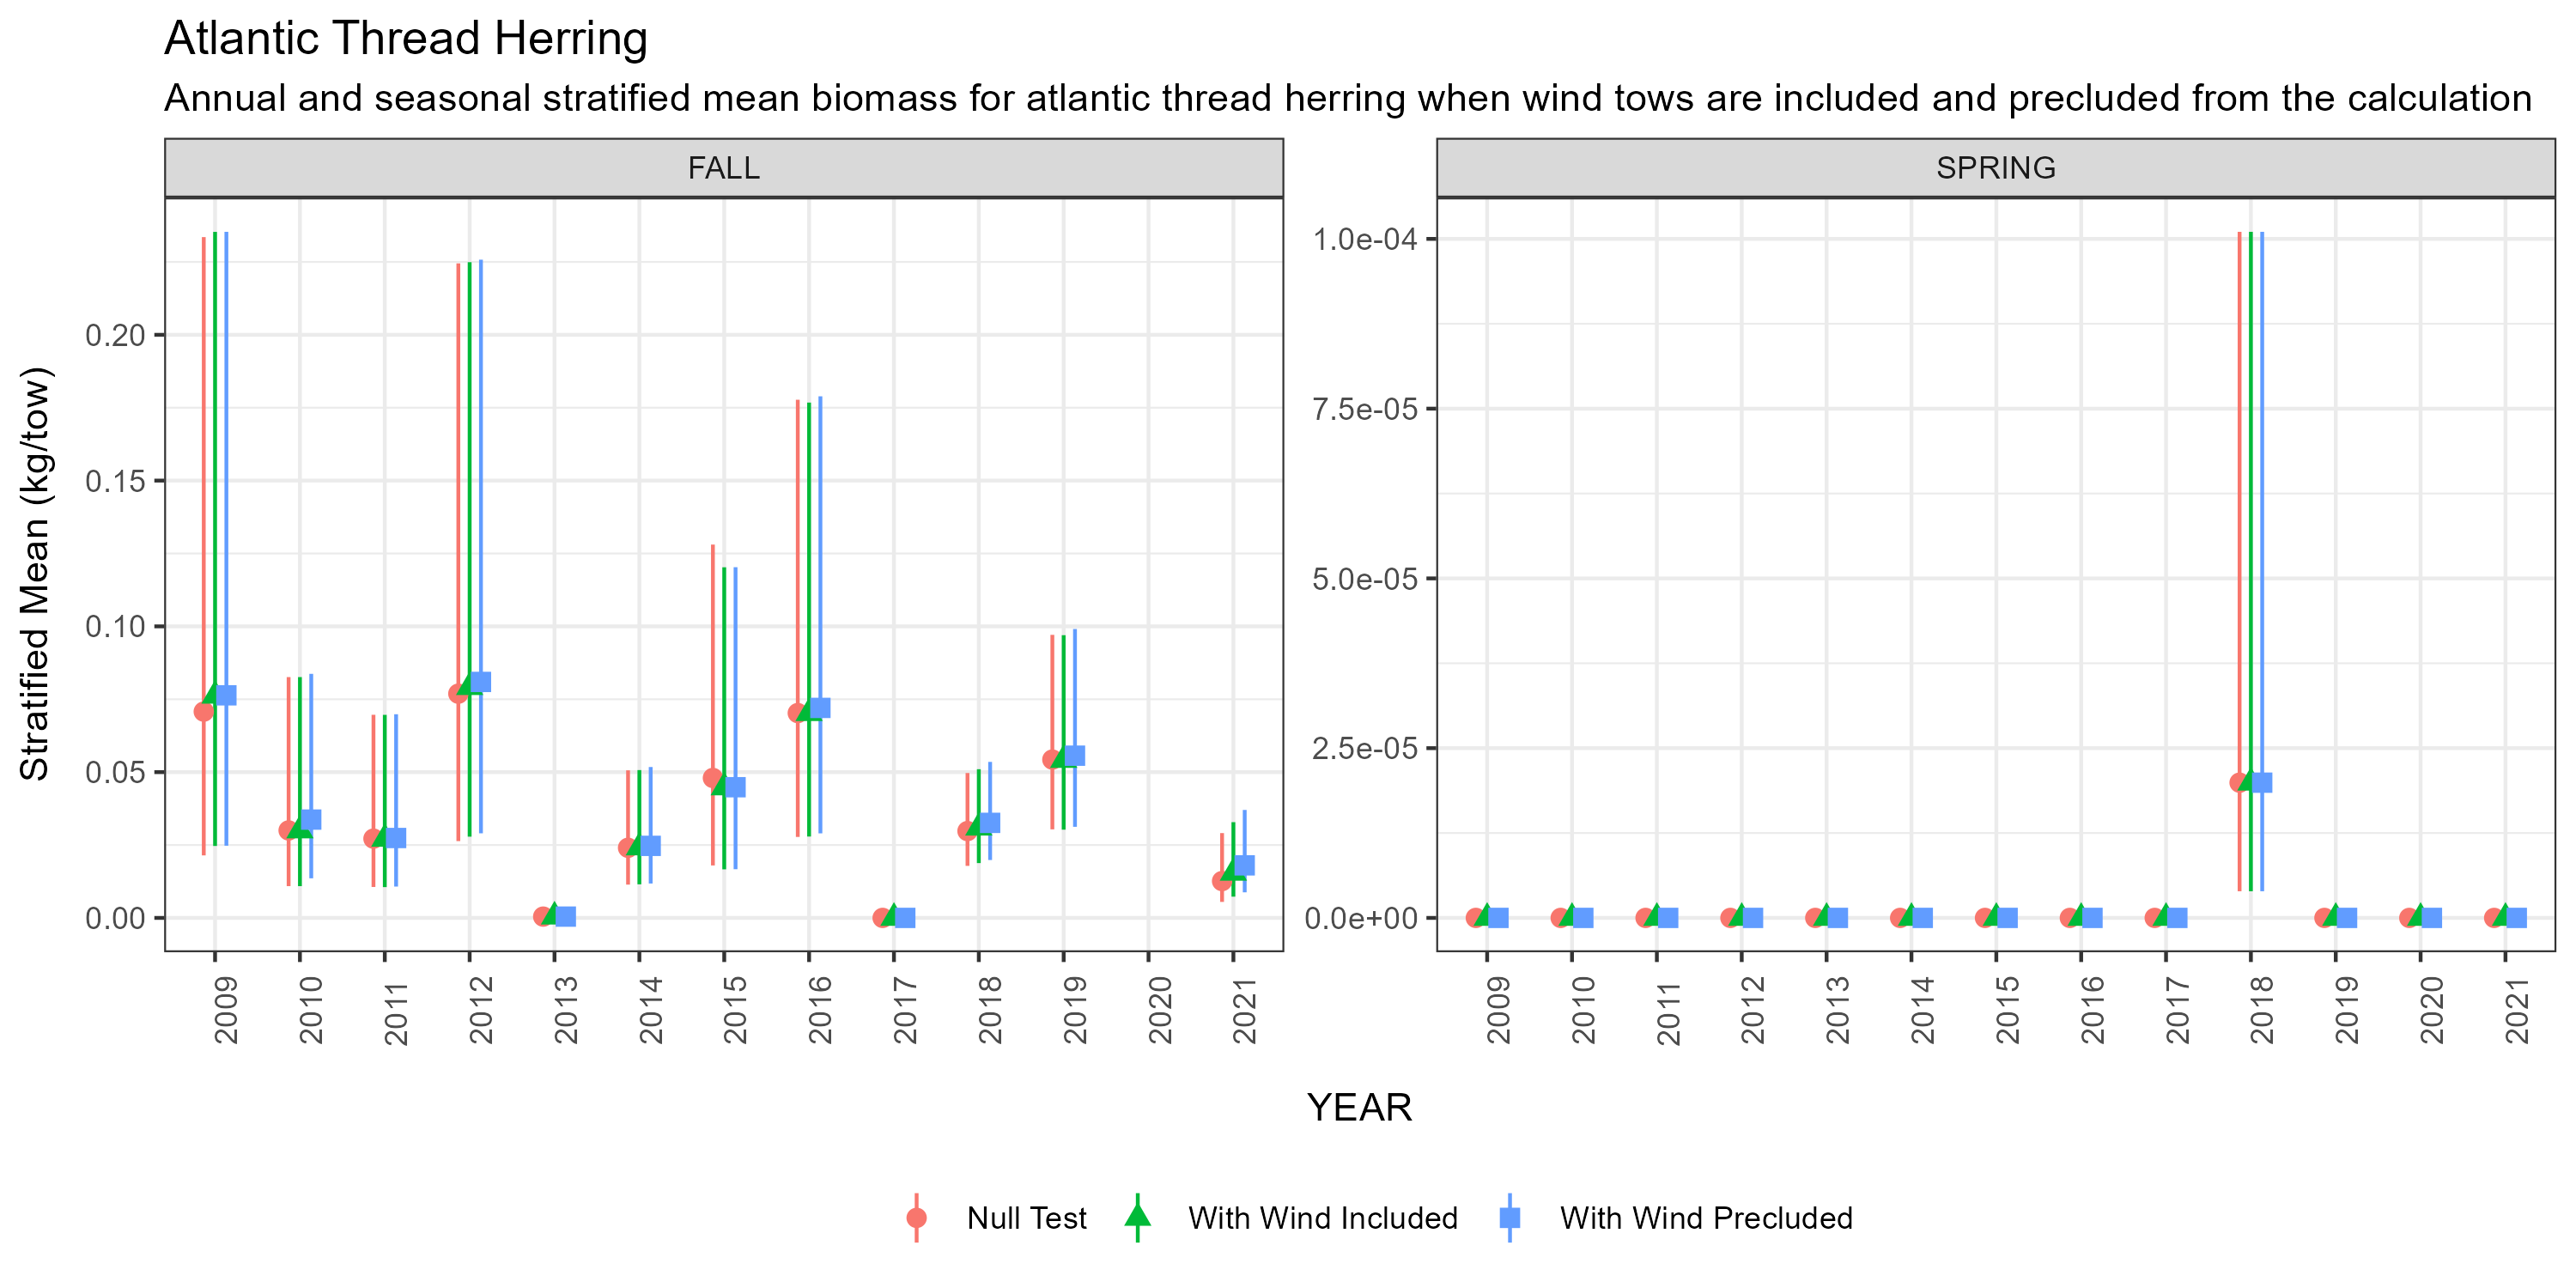 Atlantic Thread Herring
Annual and seasonal stratified mean biomass for atlantic thread herring when wind tows are included and precluded from the calculation
FALL
SPRING
Stratified Mean (kg/tow)
0.20
0.15
0.10
0.05
0.00
1.0e-04
7.5e-05
5.0e-05
2.5e-05
0.0e+00
2009 2010 2011 2012 2013 2014 2015 2016 2017 2018 2019 2020 2021
2009 2010 2011 2012 2013 2014 2015 2016 2017 2018 2019 2020 2021
YEAR
Null Test With Wind Included With Wind Precluded